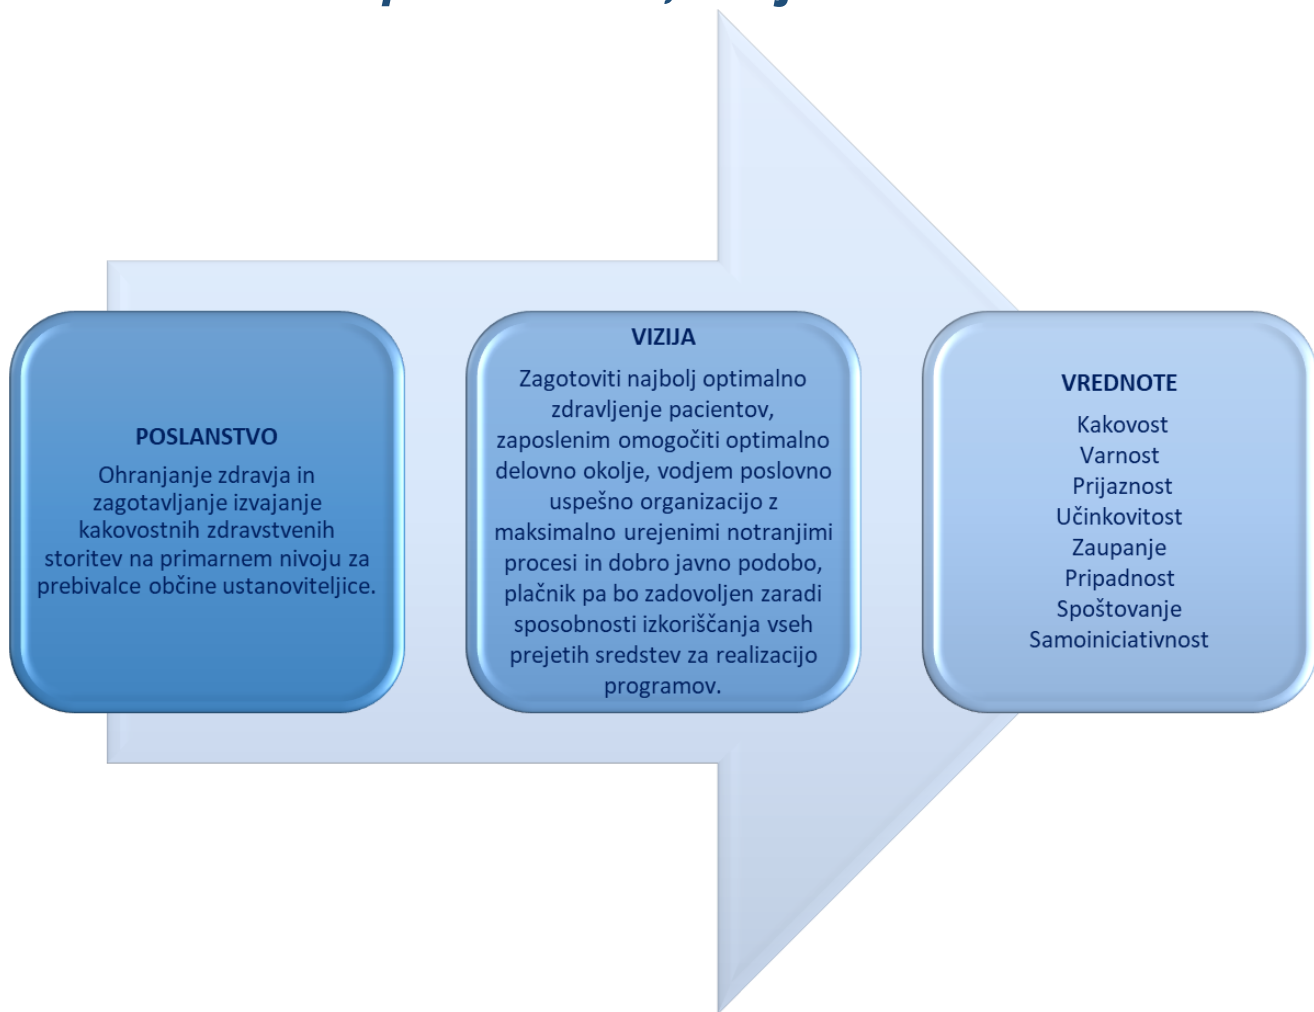 POSLANSTVO
Ohranjanje zdravja in
zagotavljanje izvajanje
kakovostnih zdravstvenih
storitev na primarnem nivoju za
prebivalce občine ustanoviteljice.
VIZIJA
Zagotoviti najbolj optimalno
zdravljenje pacientov,
zaposlenim omogočiti optimalno
delovno okolje, vodjem poslovno
uspešno organizacijo z
maksimalno urejenimi notranjimi
procesi in dobro javno podobo,
plačnik pa bo zadovoljen zaradi
sposobnosti izkoriščanja vseh
prejetih sredstev za realizacijo
programov.
VREDNOTE
Kakovost
Varnost
Prijaznost
Učinkovitost
Zaupanje
Pripadnost
Spoštovanje
Samoiniciativnost